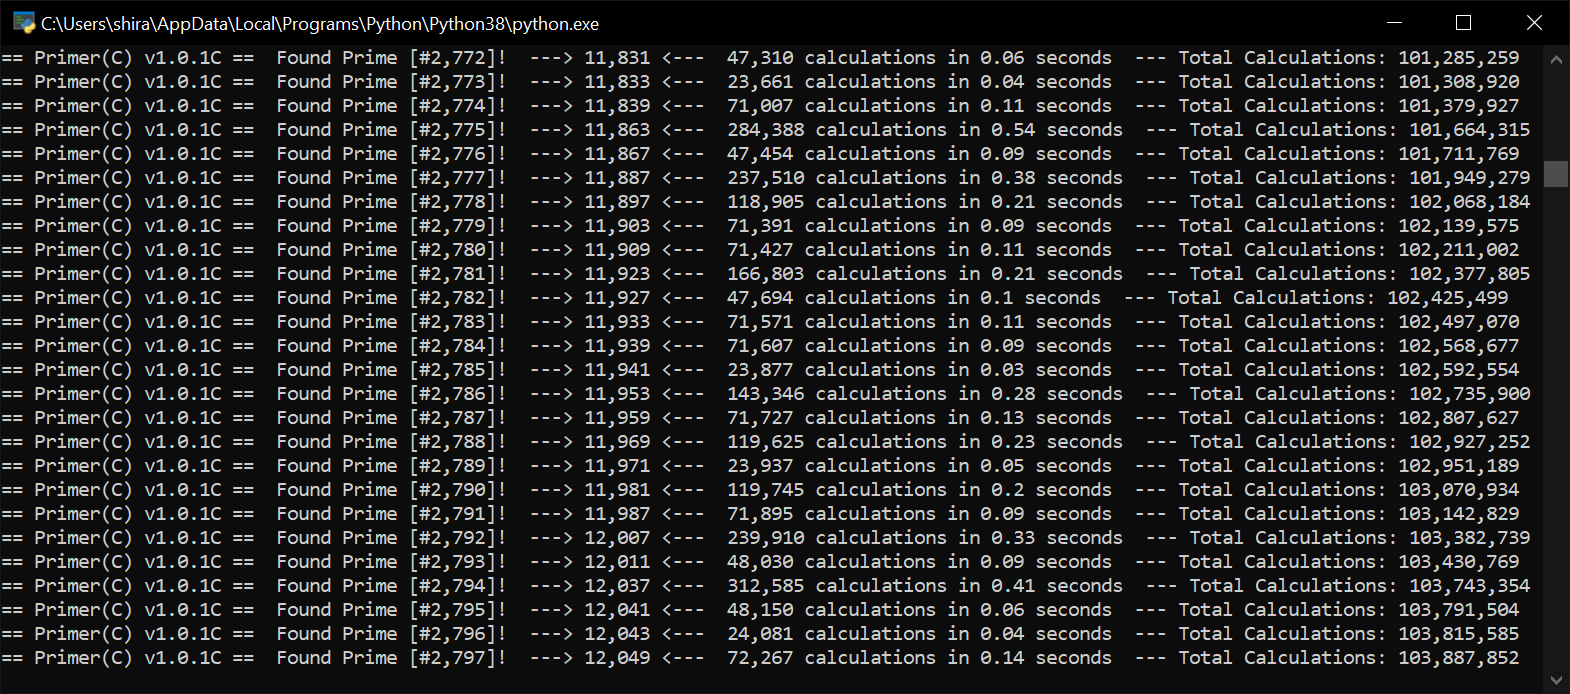 C:\Users\shira\AppData\Local\Programs\Python\Python38\python.exe
== Primer(C) v1.0.1C ==  Found Prime [#2,772]!  ---> 11,831 <---  47,310 calculations in 0.06 seconds  --- Total Calculations: 101,285,259
== Primer(C) v1.0.1C ==  Found Prime [#2,773]!  ---> 11,833 <---  23,661 calculations in 0.04 seconds  --- Total Calculations: 101,308,920
== Primer(C) v1.0.1C ==  Found Prime [#2,774]!  ---> 11,839 <---  71,007 calculations in 0.11 seconds  --- Total Calculations: 101,379,927
== Primer(C) v1.0.1C ==  Found Prime [#2,775]!  ---> 11,863 <---  284,388 calculations in 0.54 seconds  --- Total Calculations: 101,664,315
== Primer(C) v1.0.1C ==  Found Prime [#2,776]!  ---> 11,867 <---  47,454 calculations in 0.09 seconds  --- Total Calculations: 101,711,769
== Primer(C) v1.0.1C ==  Found Prime [#2,777]!  ---> 11,887 <---  237,510 calculations in 0.38 seconds  --- Total Calculations: 101,949,279
== Primer(C) v1.0.1C ==  Found Prime [#2,778]!  ---> 11,897 <---  118,905 calculations in 0.21 seconds  --- Total Calculations: 102,068,184
== Primer(C) v1.0.1C ==  Found Prime [#2,779]!  ---> 11,903 <---  71,391 calculations in 0.09 seconds  --- Total Calculations: 102,139,575
== Primer(C) v1.0.1C ==  Found Prime [#2,780]!  ---> 11,909 <---  71,427 calculations in 0.11 seconds  --- Total Calculations: 102,211,002
== Primer(C) v1.0.1C ==  Found Prime [#2,781]!  ---> 11,923 <---  166,803 calculations in 0.21 seconds  --- Total Calculations: 102,377,805
== Primer(C) v1.0.1C ==  Found Prime [#2,782]!  ---> 11,927 <---  47,694 calculations in 0.1 seconds  --- Total Calculations: 102,425,499
== Primer(C) v1.0.1C ==  Found Prime [#2,783]!  ---> 11,933 <---  71,571 calculations in 0.11 seconds  --- Total Calculations: 102,497,070
== Primer(C) v1.0.1C ==  Found Prime [#2,784]!  ---> 11,939 <---  71,607 calculations in 0.09 seconds  --- Total Calculations: 102,568,677
== Primer(C) v1.0.1C ==  Found Prime [#2,785]!  ---> 11,941 <---  23,877 calculations in 0.03 seconds  --- Total Calculations: 102,592,554
== Primer(C) v1.0.1C ==  Found Prime [#2,786]!  ---> 11,953 <---  143,346 calculations in 0.28 seconds  --- Total Calculations: 102,735,900
== Primer(C) v1.0.1C ==  Found Prime [#2,787]!  ---> 11,959 <---  71,727 calculations in 0.13 seconds  --- Total Calculations: 102,807,627
== Primer(C) v1.0.1C ==  Found Prime [#2,788]!  ---> 11,969 <---  119,625 calculations in 0.23 seconds  --- Total Calculations: 102,927,252
== Primer(C) v1.0.1C ==  Found Prime [#2,789]!  ---> 11,971 <---  23,937 calculations in 0.05 seconds  --- Total Calculations: 102,951,189
== Primer(C) v1.0.1C ==  Found Prime [#2,790]!  ---> 11,981 <---  119,745 calculations in 0.2 seconds  --- Total Calculations: 103,070,934
== Primer(C) v1.0.1C ==  Found Prime [#2,791]!  ---> 11,987 <---  71,895 calculations in 0.09 seconds  --- Total Calculations: 103,142,829
== Primer(C) v1.0.1C ==  Found Prime [#2,792]!  ---> 12,007 <---  239,910 calculations in 0.33 seconds  --- Total Calculations: 103,382,739
== Primer(C) v1.0.1C ==  Found Prime [#2,793]!  ---> 12,011 <---  48,030 calculations in 0.09 seconds  --- Total Calculations: 103,430,769
== Primer(C) v1.0.1C ==  Found Prime [#2,794]!  ---> 12,037 <---  312,585 calculations in 0.41 seconds  --- Total Calculations: 103,743,354
== Primer(C) v1.0.1C ==  Found Prime [#2,795]!  ---> 12,041 <---  48,150 calculations in 0.06 seconds  --- Total Calculations: 103,791,504
== Primer(C) v1.0.1C ==  Found Prime [#2,796]!  ---> 12,043 <---  24,081 calculations in 0.04 seconds  --- Total Calculations: 103,815,585
== Primer(C) v1.0.1C ==  Found Prime [#2,797]!  ---> 12,049 <---  72,267 calculations in 0.14 seconds  --- Total Calculations: 103,887,852